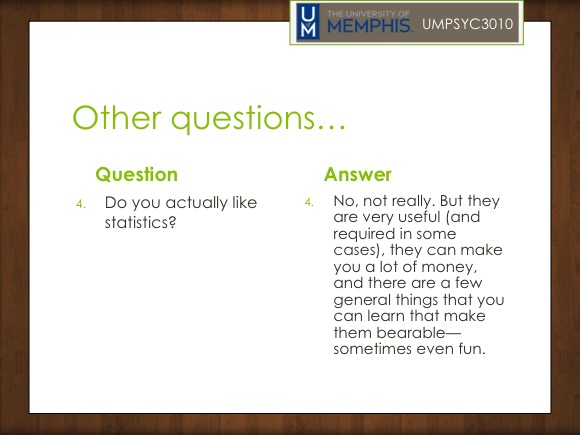 UM
THE UNIVERSITY OF
MEMPHIS.
UMPSYC3010
Other questions…
Question
4. Do you actually like
statistics?
Answer
4. No, not really. But they
are very useful (and
required in some
cases), they can make
you a lot of money,
and there are a few
general things that you
can learn that make
them bearable—
sometimes even fun.